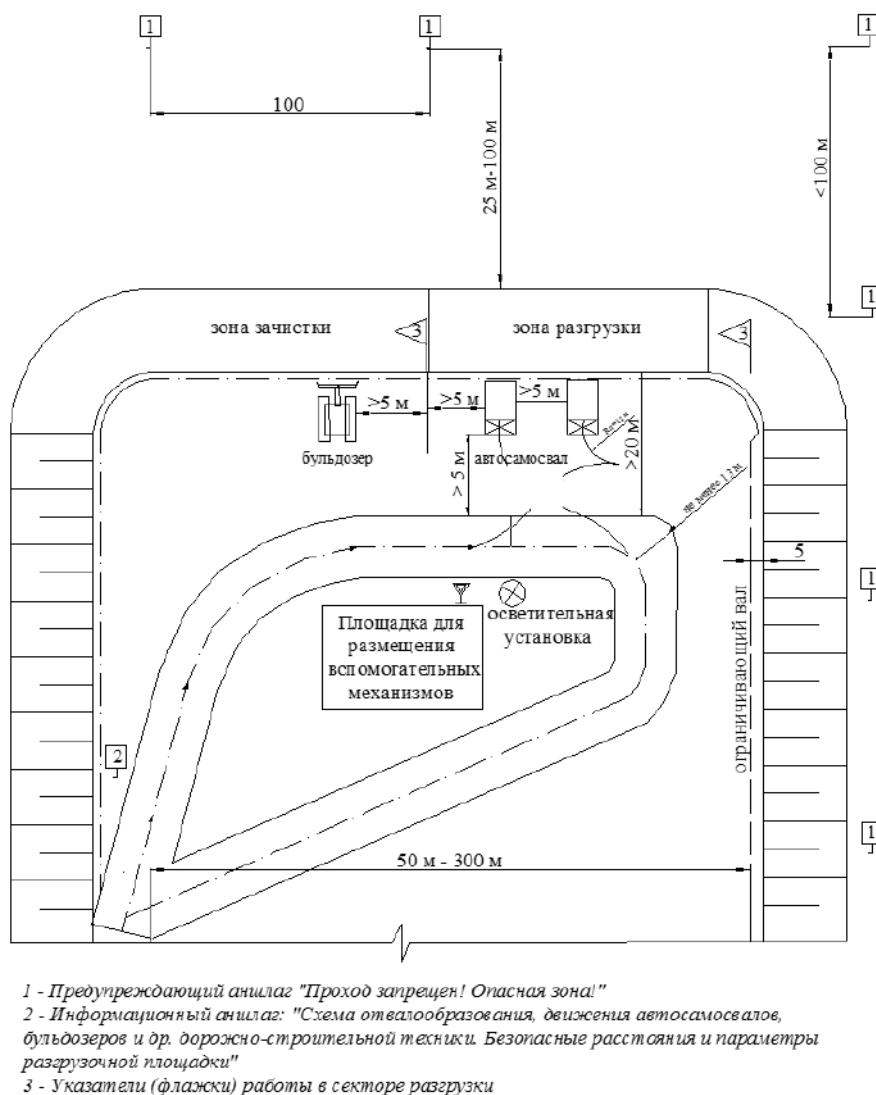 1
1
1
100
25 м-100 м
<100 м
1
зона зачистки
3
зона разгрузки
3
>5 м
>5 м
>5 м
бульдозер
> 5 м
автосамосвал
>20 м
не менее 13 м
5
1
Площадка для
размещения
вспомогательных
механизмов
осветительная
установка
ограничивающий вал
2
1
50 м - 300 м
1 - Предупреждающий аншлаг "Проход запрещен! Опасная зона!"
2 - Информационный аншлаг: "Схема отвалообразования, движения автосамосвалов,
бульдозеров и др. дорожно-строительной техники. Безопасные расстояния и параметры
разгрузочной площадки"
3 - Указатели (флажки) работы в секторе разгрузки